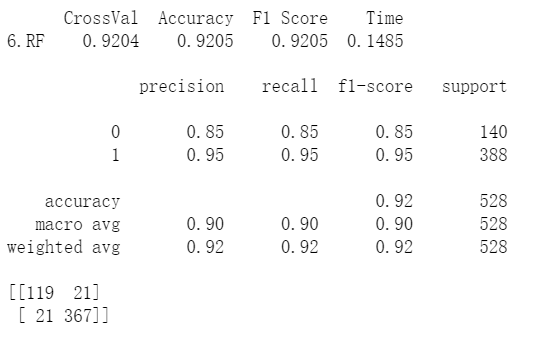 CrossVal Accuracy F1 Score Time
6.RF 0.9204 0.9205 0.9205 0.1485
precision recall f1-score support
0 0.85 0.85 0.85 140
1 0.95 0.95 0.95 388
accuracy 0.92 528
macro avg 0.90 0.90 0.90 528
weighted avg 0.92 0.92 0.92 528
[[119 21]
[ 21 367]]